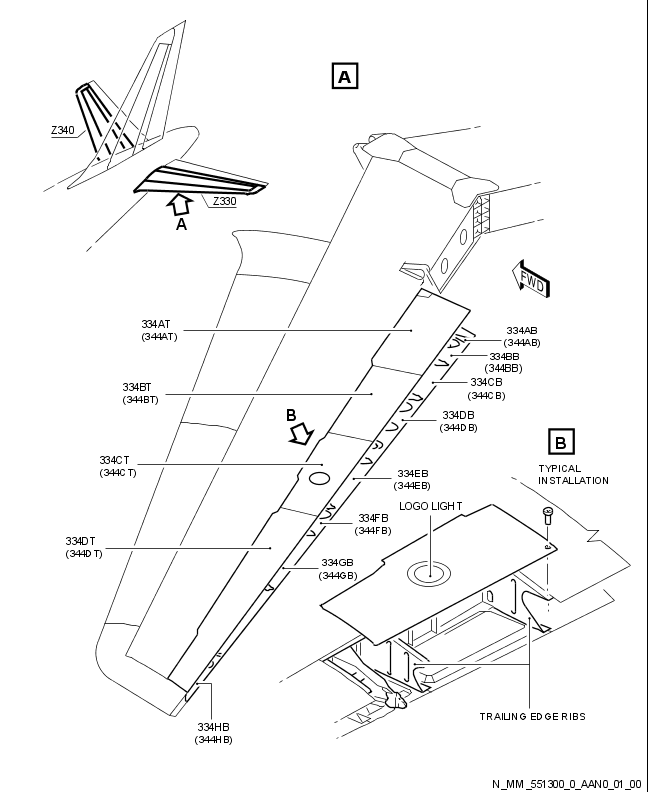 A
Z340
Z330
A
FWD
334AT
(344AT)
334AB
(344AB)
334BB
(344BB)
334BT
(344BT)
334CB
(344CB)
B
334DB
(344DB)
B
334CT
(344CT)
334EB
(344EB)
TYPICAL
INSTALLATION
LOGO LIGHT
334FB
(344FB)
334DT
(344DT)
334GB
(344GB)
334HB
(344HB)
TRAILING EDGE RIBS
N_MM_551300_0_AAN0_01_00